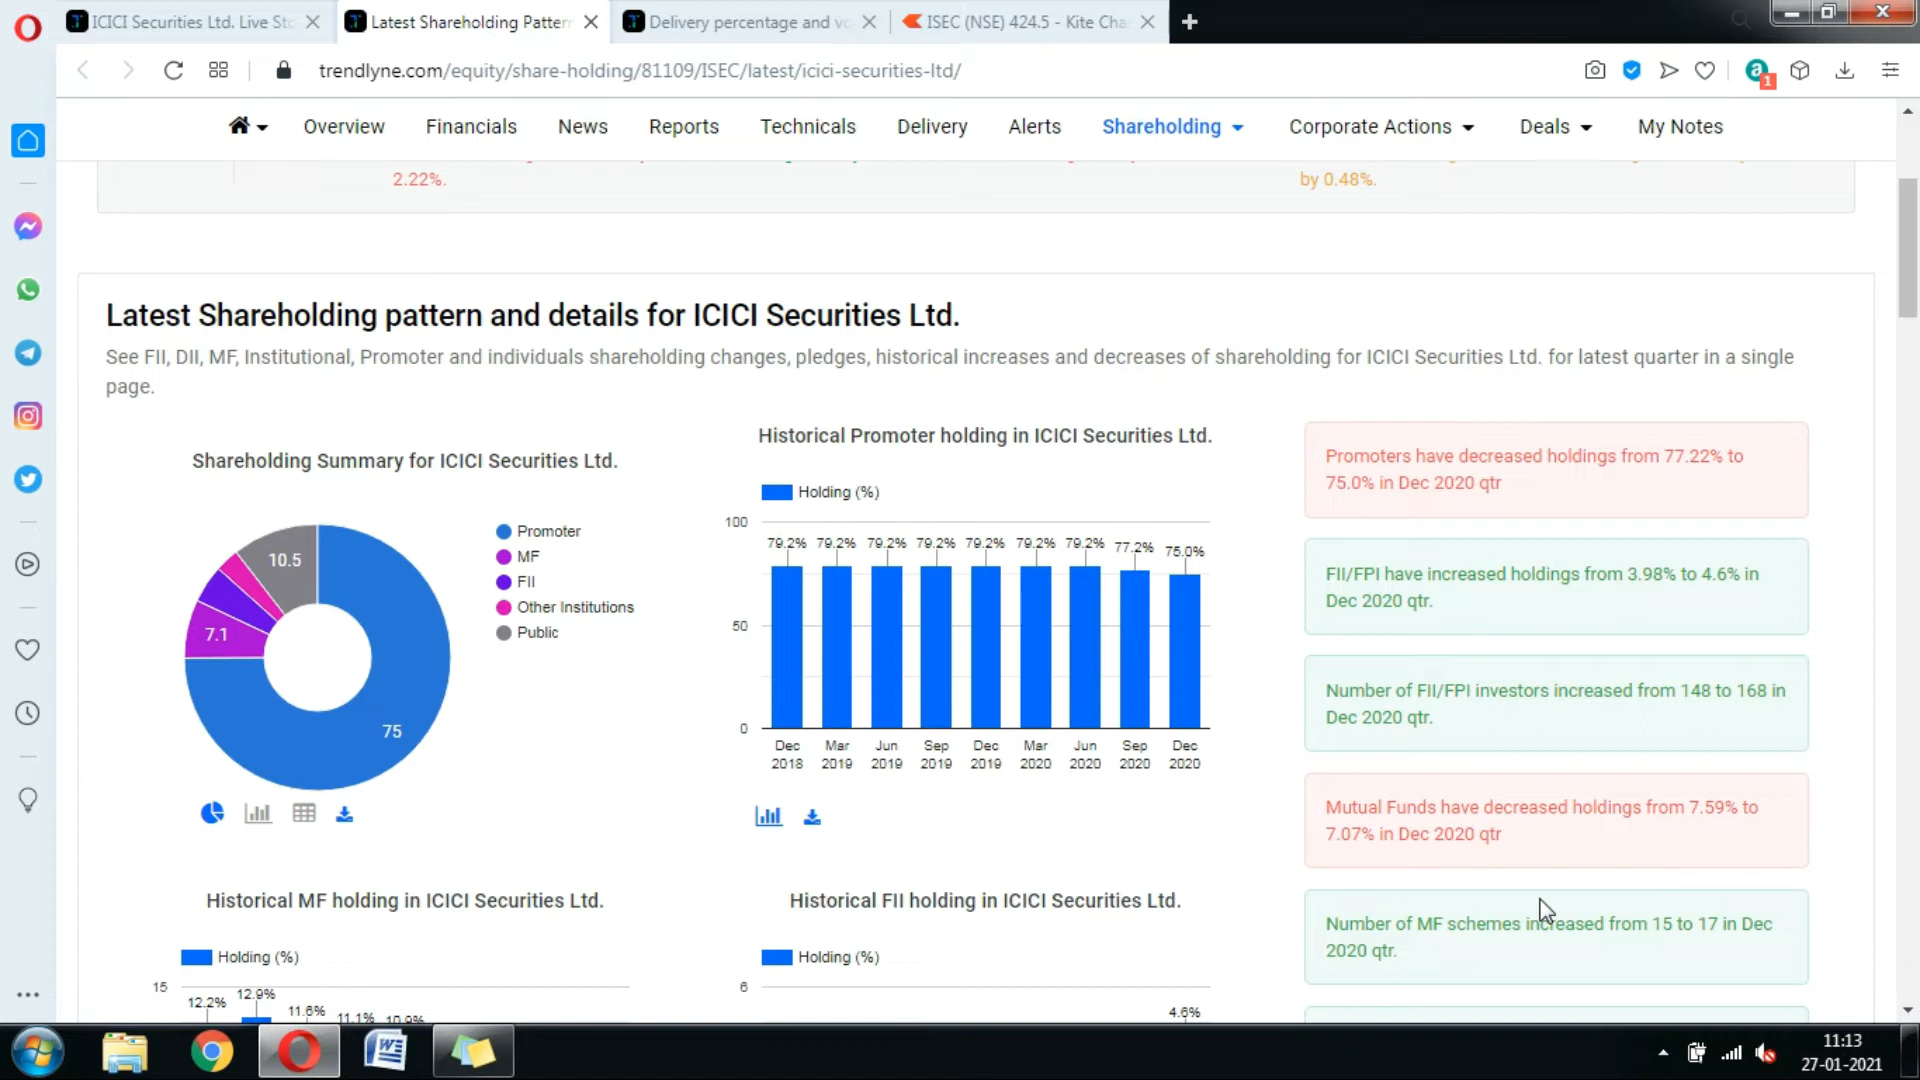 ICICI Securities Ltd. Live Sto
Latest Shareholding Pattern
Delivery percentage and vo
ISEC (NSE) 424.5 - Kite Cha
trendlyne.com/equity/share-holding/81109/ISEC/latest/icici-securities-ltd/
a
1
Overview
Financials
News
Reports
Technicals
Delivery
Alerts
Shareholding
Corporate Actions
Deals
My Notes
2.22%.
by 0.48%.
Latest Shareholding pattern and details for ICICI Securities Ltd.
See FII, DII, MF, Institutional, Promoter and individuals shareholding changes, pledges, historical increases and decreases of shareholding for ICICI Securities Ltd. for latest quarter in a single
page.
Shareholding Summary for ICICI Securities Ltd.
10.5
7.1
75
Promoter
MF
FII
Other Institutions
Public
Historical Promoter holding in ICICI Securities Ltd.
Holding (%)
100
50
0
79.2% 79.2% 79.2% 79.2% 79.2% 79.2% 79.2% 77.2% 75.0%
Dec Mar Jun Sep Dec Mar Jun Sep Dec
2018 2019 2019 2019 2019 2020 2020 2020 2020
Promoters have decreased holdings from 77.22% to
75.0% in Dec 2020 qtr
FII/FPI have increased holdings from 3.98% to 4.6% in
Dec 2020 qtr.
Number of FII/FPI investors increased from 148 to 168 in
Dec 2020 qtr.
Mutual Funds have decreased holdings from 7.59% to
7.07% in Dec 2020 qtr
Number of MF schemes increased from 15 to 17 in Dec
2020 qtr.
Historical MF holding in ICICI Securities Ltd.
Holding (%)
15
12.2% 12.9% 11.6% 11.1% 10.9%
Historical FII holding in ICICI Securities Ltd.
Holding (%)
6
4.6%
W
11:13
27-01-2021